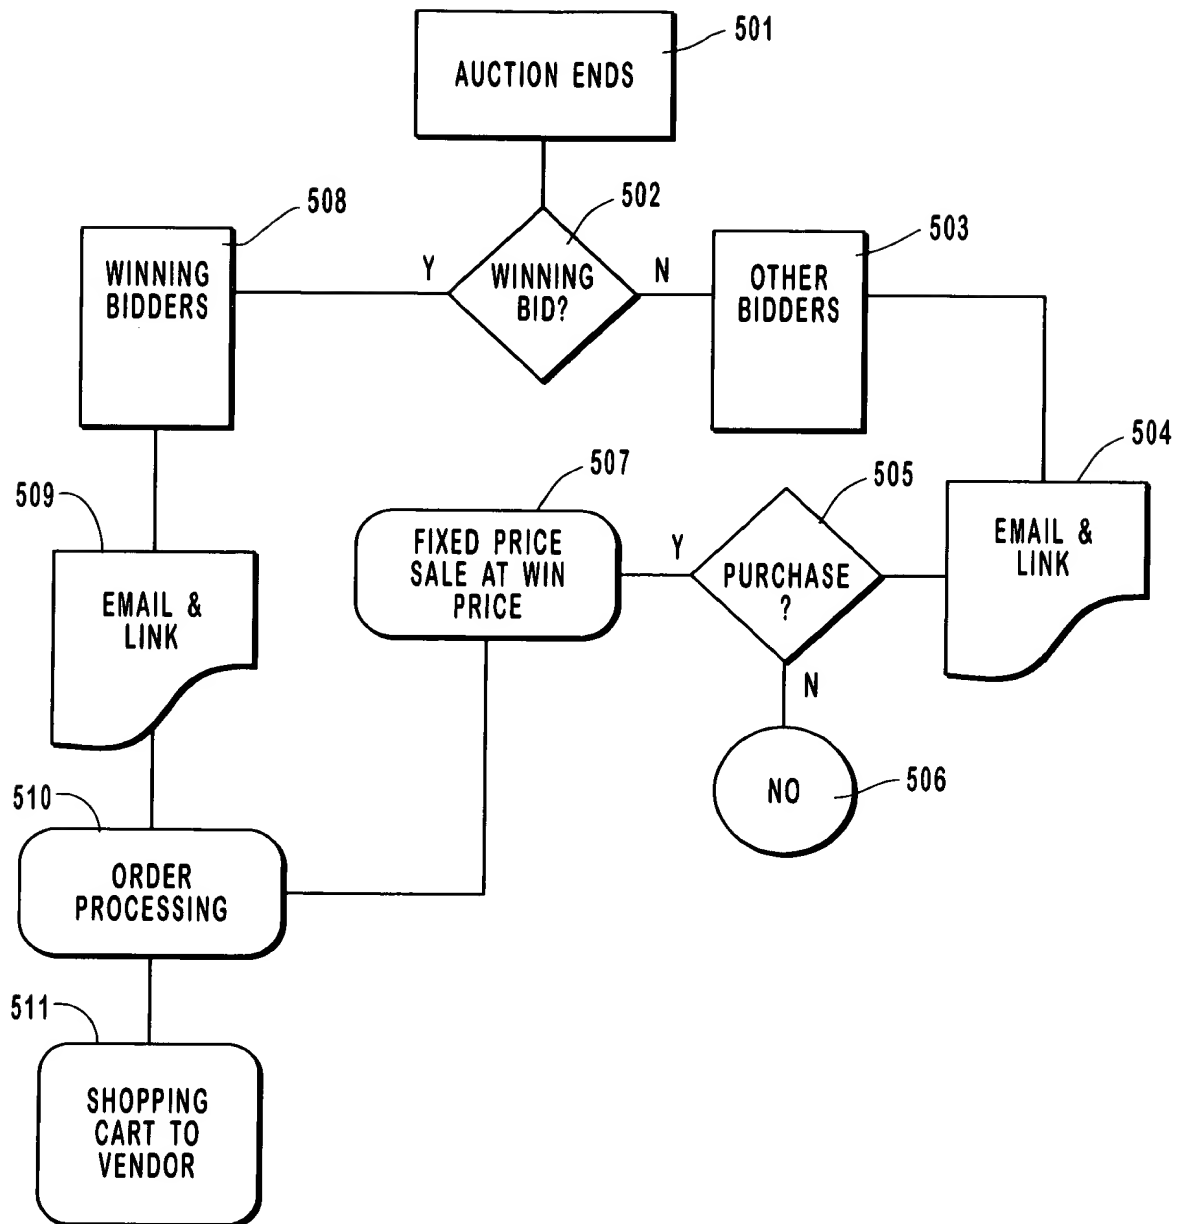 501
AUCTION ENDS
508
502
503
WINNING
BIDDERS
Y
WINNING
BID?
N
OTHER
BIDDERS
504
507
505
509
EMAIL &
LINK
FIXED PRICE
SALE AT WIN
PRICE
Y
PURCHASE
?
EMAIL &
LINK
N
NO
506
510
ORDER
PROCESSING
511
SHOPPING
CART TO
VENDOR